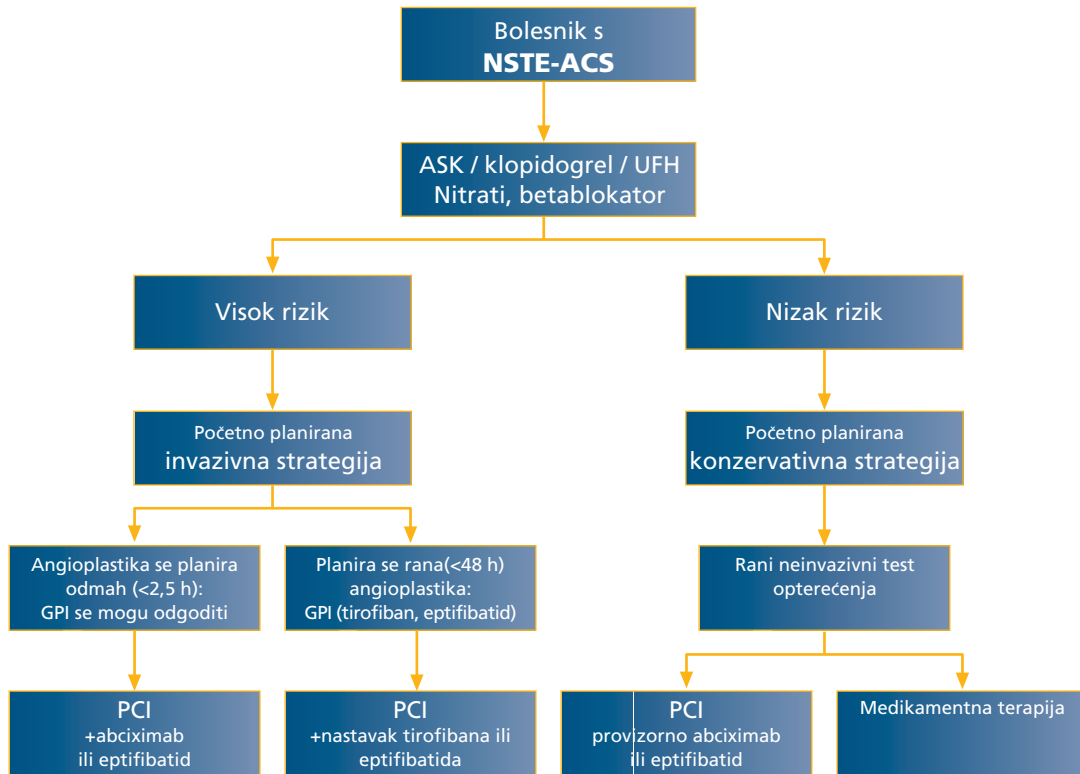 Bolesnik s
NSTE-ACS
ASK / klopidogrel / UFH
Nitrati, betablokator
Visok rizik
Nizak rizik
Početno planirana
invazivna strategija
Početno planirana
konzervativna strategija
Angioplastika se planira
odmah (<2,5 h):
GPI se mogu odgoditi
Planira se rana(<48 h)
angioplastika:
GPI (tirofiban, eptifibatid)
Rani neinvazivni test
opterećenja
PCI
+abciximab
ili eptifibatid
PCI
+nastavak tirofibana ili
eptifibatida
PCI
provizorno abciximab
ili eptifibatid
Medikamentna terapija